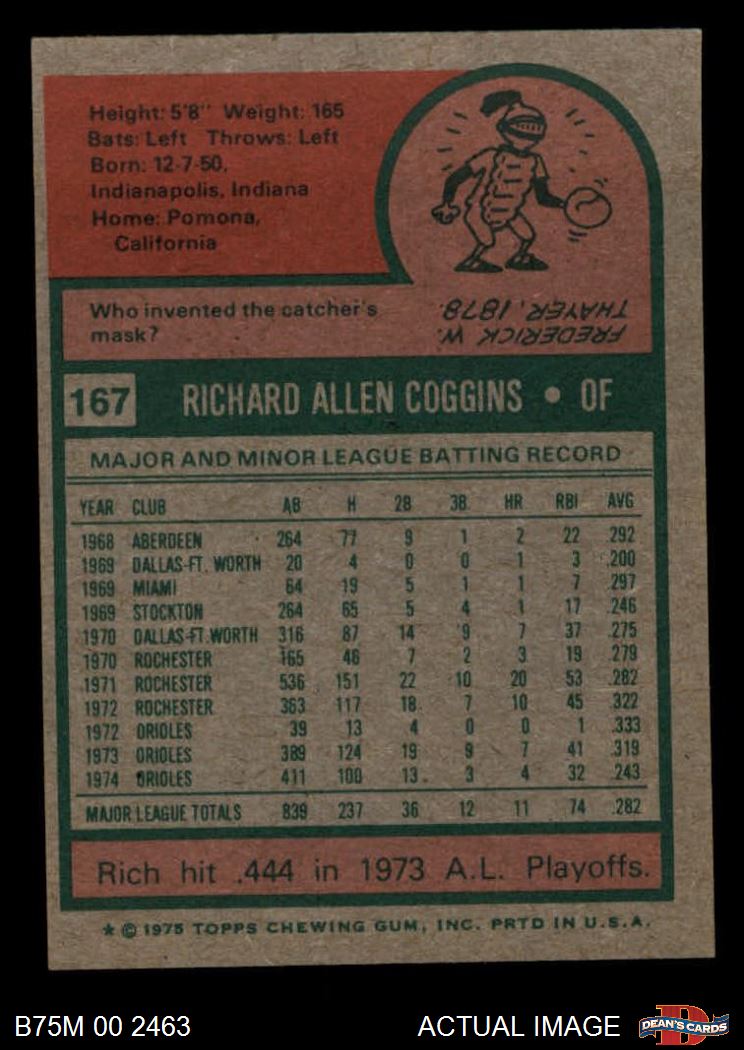 Height: 5'8" Weight: 165
Bats: Left Throws: Left
Born: 12-7-50,
Indianapolis, Indiana
Home: Pomona,
California
Who invented the catcher's
mask?
FREDERICK W.
THAYER, 1878.
167 RICHARD ALLEN COGGINS • OF
MAJOR AND MINOR LEAGUE BATTING RECORD
YEAR CLUB AB H 2B 3B HR RBI AVG
1968 ABERDEEN 264 77 9 1 2 22 .292
1969 DALLAS-FT. WORTH 20 4 0 0 1 3 .200
1969 MIAMI 64 19 5 1 1 7 .297
1969 STOCKTON 264 65 5 4 1 17 .246
1970 DALLAS-FT.WORTH 316 87 14 9 7 37 .275
1970 ROCHESTER 165 46 7 2 3 19 .279
1971 ROCHESTER 536 151 22 10 20 53 .282
1972 ROCHESTER 363 117 18 7 10 45 .322
1972 ORIOLES 39 13 4 0 0 1 .333
1973 ORIOLES 389 124 19 9 7 41 .319
1974 ORIOLES 411 100 13 3 4 32 .243
MAJOR LEAGUE TOTALS 839 237 36 12 11 74 .282
Rich hit .444 in 1973 A.L. Playoffs.
* © 1975 TOPPS CHEWING GUM, INC. PRTD IN U.S.A.
B75M 00 2463 ACTUAL IMAGE D DEAN'S CARDS